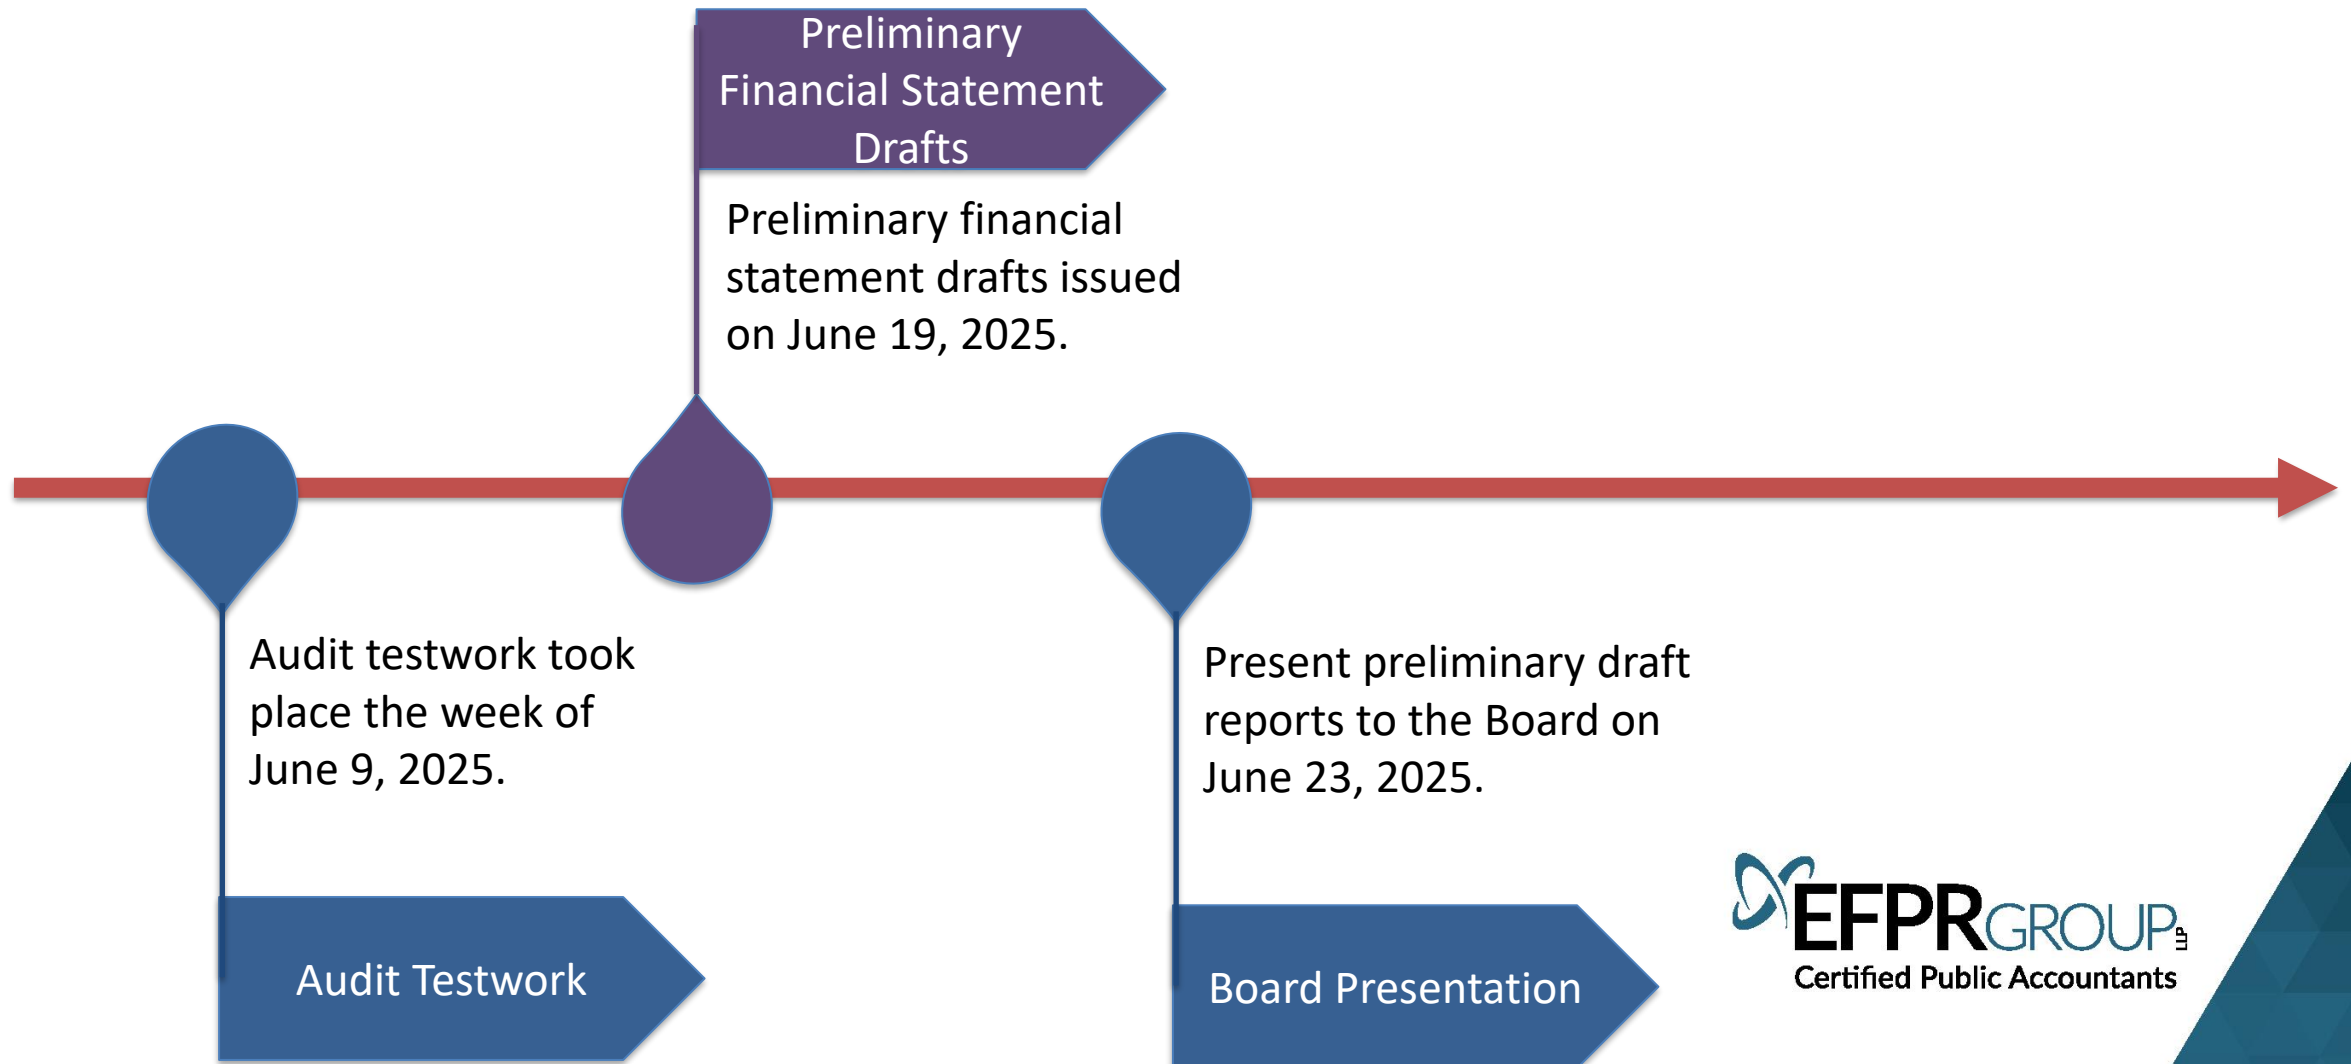 Preliminary
Financial Statement
Drafts
Preliminary financial
statement drafts issued
on June 19, 2025.
Audit testwork took
place the week of
June 9, 2025.
Audit Testwork
Present preliminary draft
reports to the Board on
June 23, 2025.
Board Presentation
EFPRGROUP LLP
Certified Public Accountants